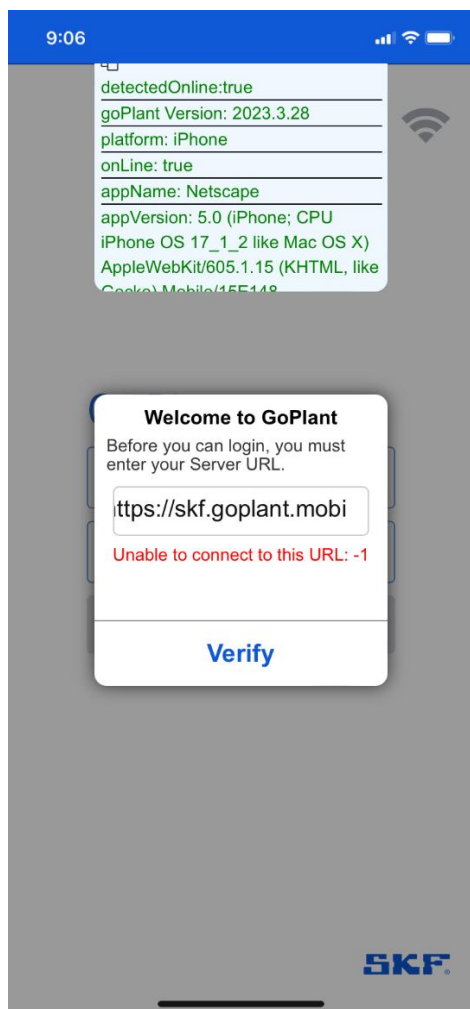 9:06
detectedOnline:true
goPlant Version: 2023.3.28
platform: iPhone
onLine: true
appName: Netscape
appVersion: 5.0 (iPhone; CPU
iPhone OS 17_1_2 like Mac OS X)
AppleWebKit/605.1.15 (KHTML, like
Gecko) Mobile/15E148
Welcome to GoPlant
Before you can login, you must
enter your Server URL.
ttps://skf.goplant.mobi
Unable to connect to this URL: -1
Verify
SKF.